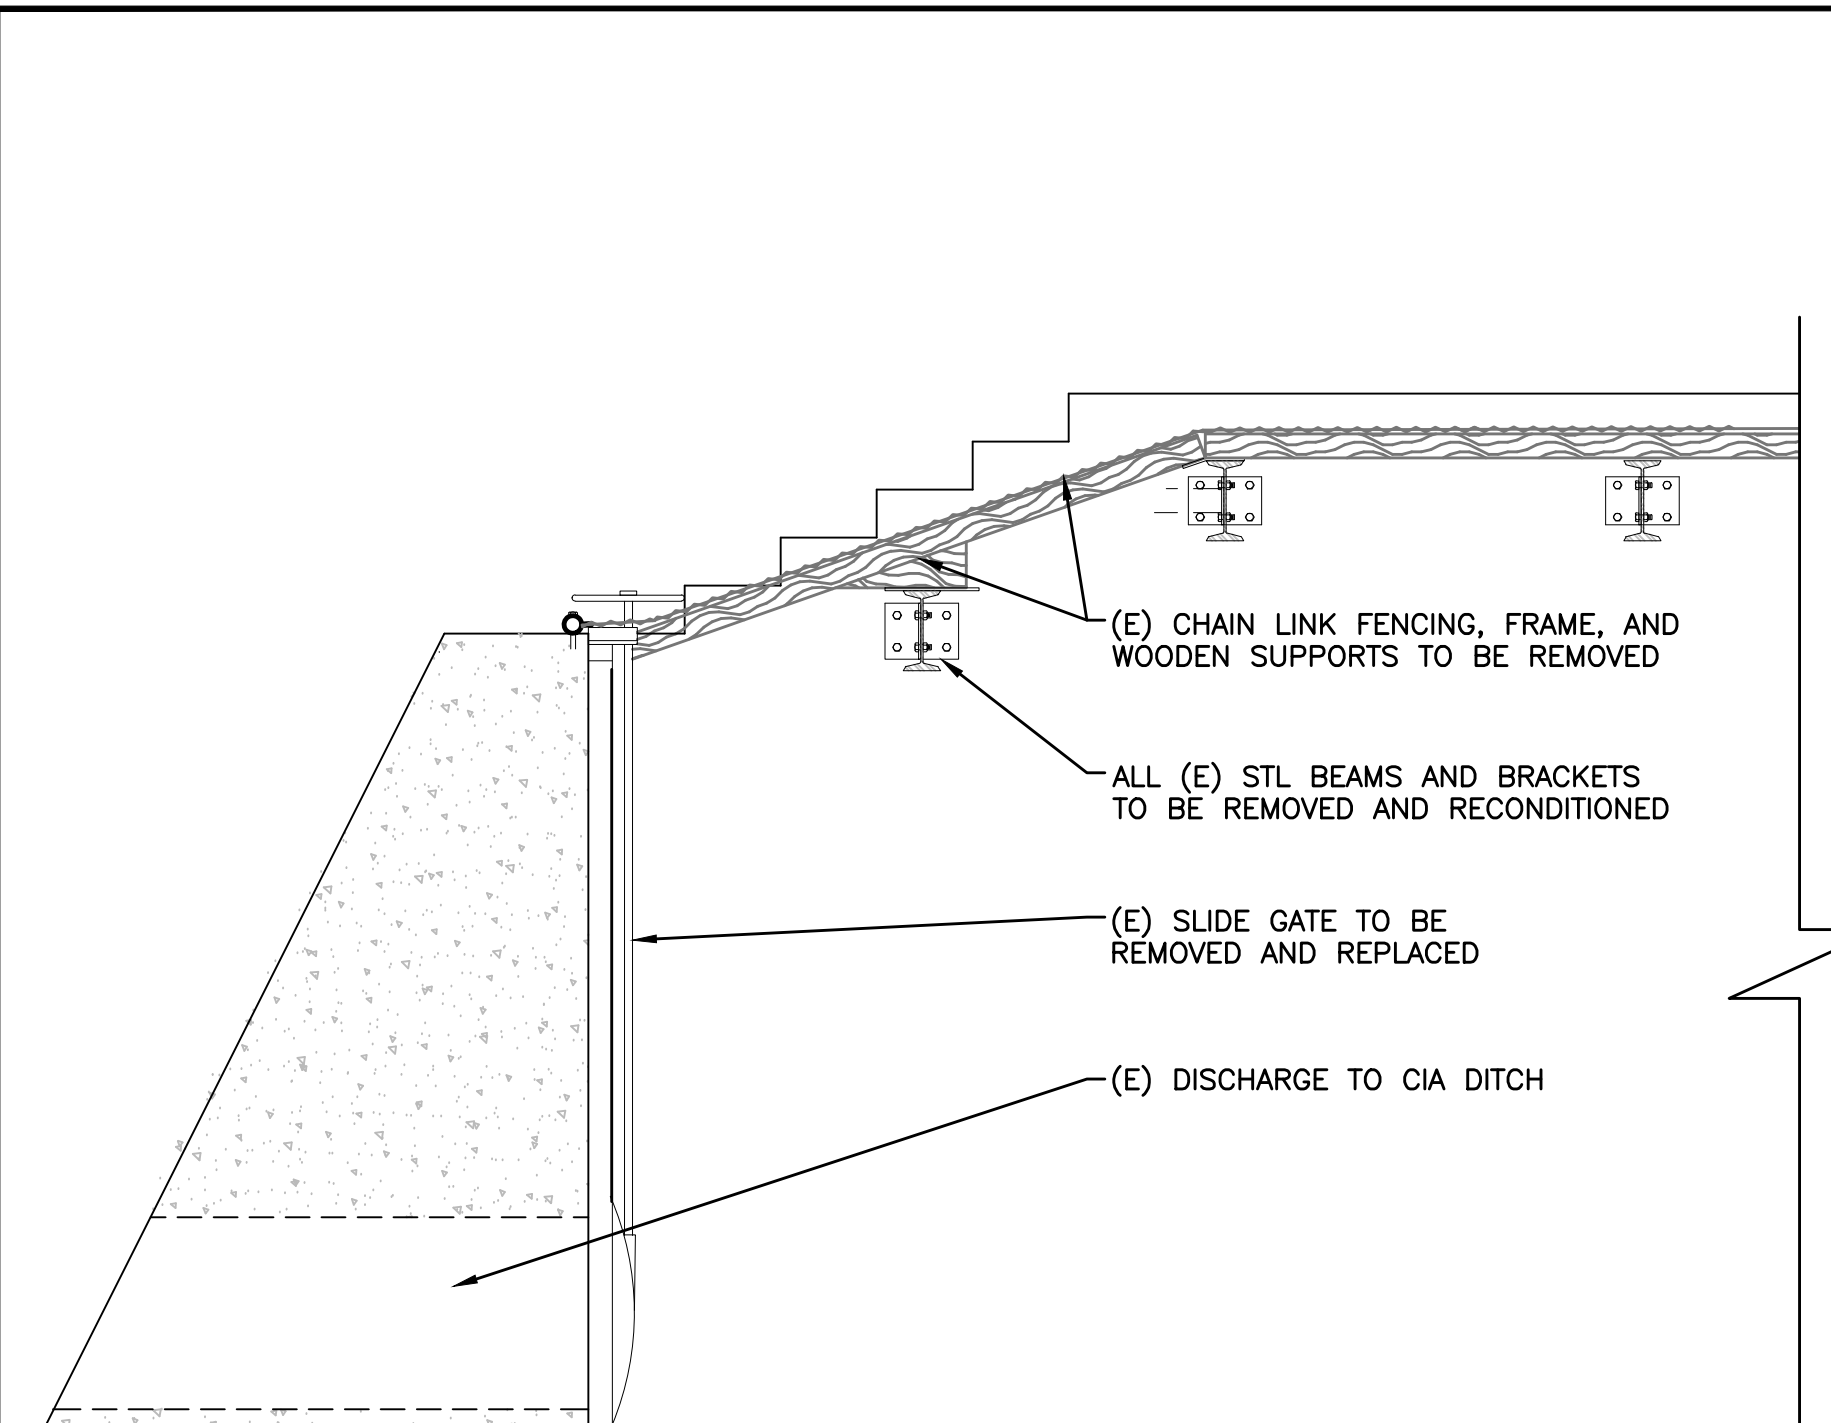 (E) CHAIN LINK FENCING, FRAME, AND
WOODEN SUPPORTS TO BE REMOVED
ALL (E) STL BEAMS AND BRACKETS
TO BE REMOVED AND RECONDITIONED
(E) SLIDE GATE TO BE
REMOVED AND REPLACED
(E) DISCHARGE TO CIA DITCH